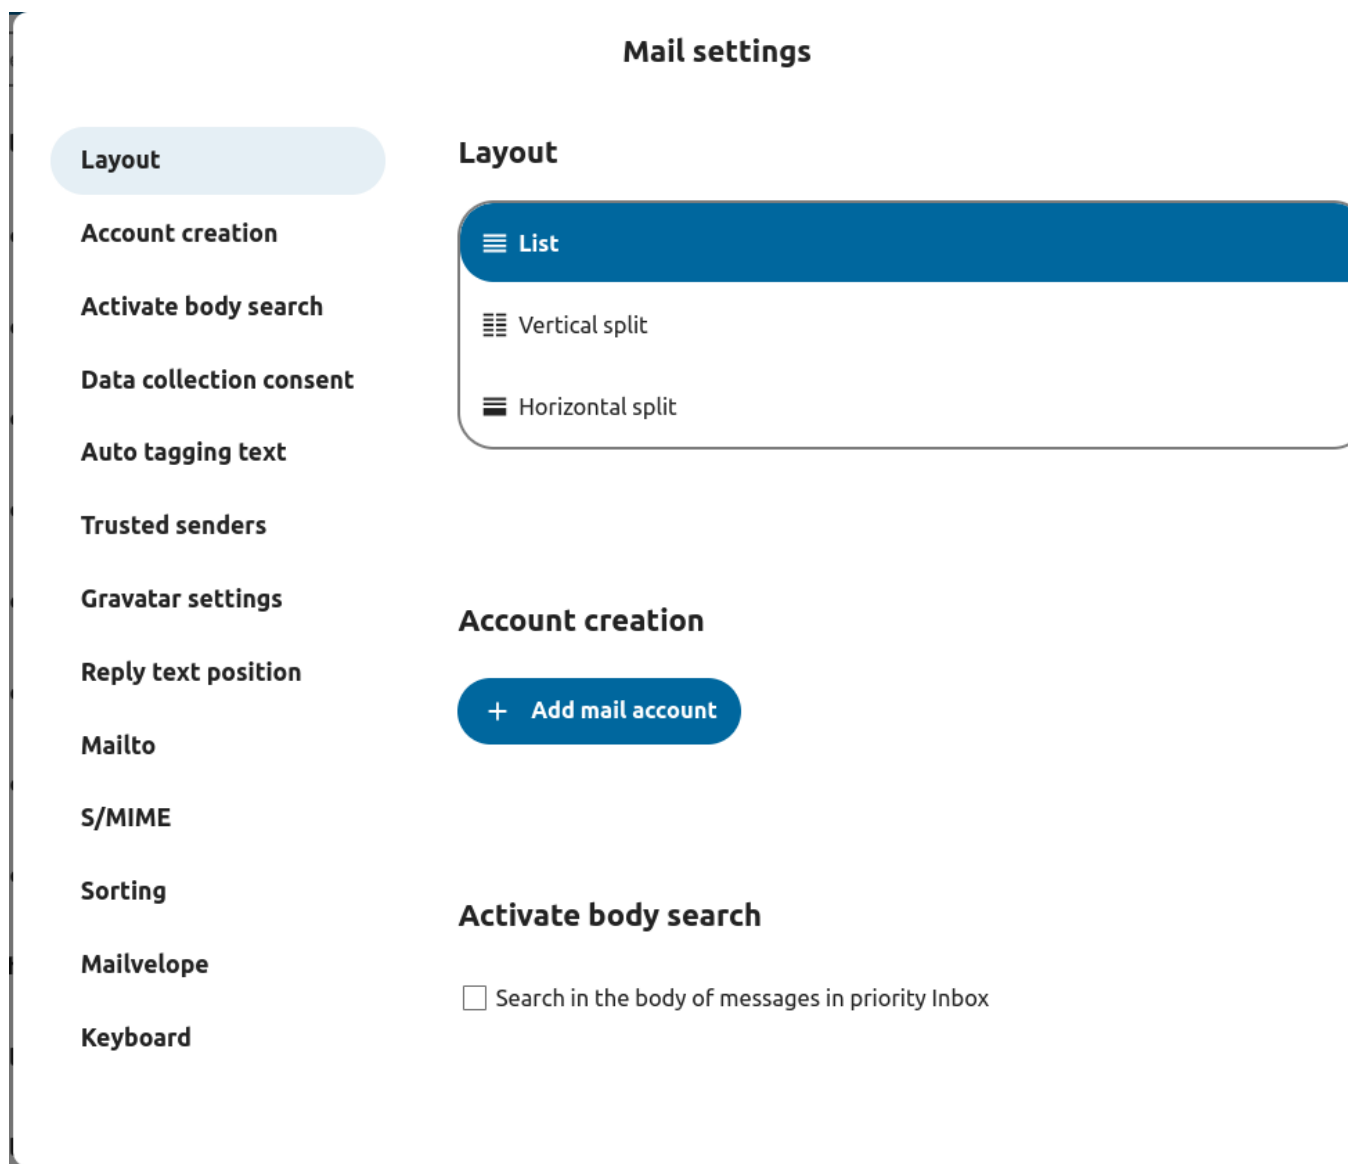 Mail settings
Layout
Account creation
Activate body search
Data collection consent
Auto tagging text
Trusted senders
Gravatar settings
Reply text position
Mailto
S/MIME
Sorting
Mailvelope
Keyboard
Layout
List
Vertical split
Horizontal split
Account creation
+ Add mail account
Activate body search
Search in the body of messages in priority Inbox